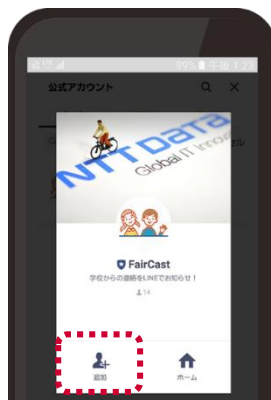 99% 午後 1:23
公式アカウント
NTT DATA
Global IT Innov
FairCast
学校からの連絡をLINEでお知らせ！
14
追加
ホーム